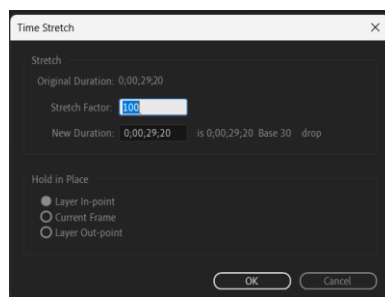 Time Stretch
Stretch
Original Duration: 0;00;29;20
Stretch Factor: 100
New Duration: 0;00;29;20 is 0;00;29;20 Base 30 drop
Hold in Place
Layer In-point
Current Frame
Layer Out-point
OK Cancel